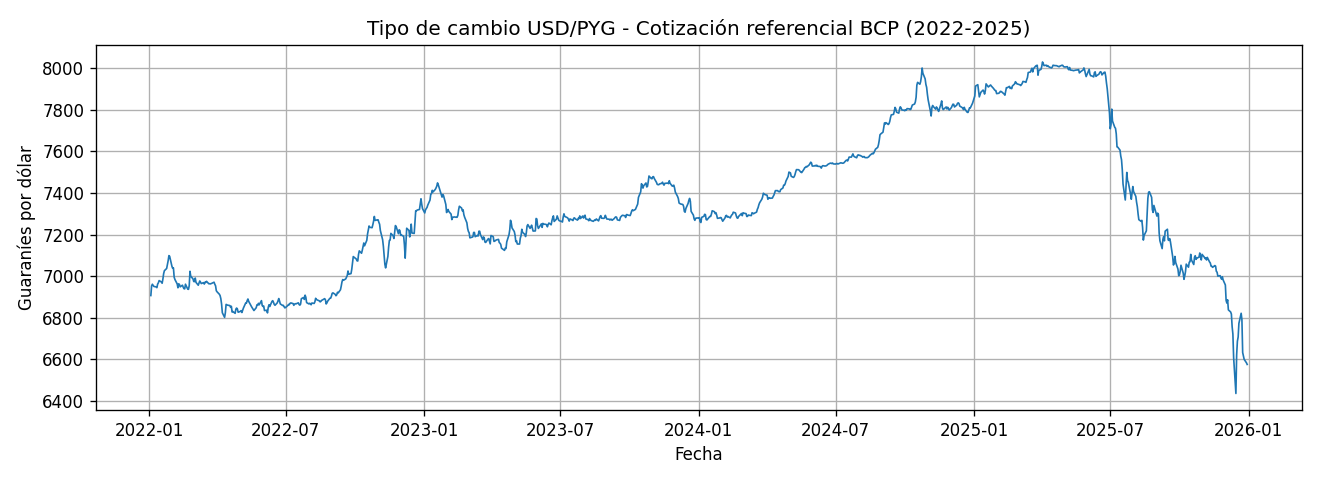 Tipo de cambio USD/PYG - Cotización referencial BCP (2022-2025)
Guaraníes por dólar
8000
7800
7600
7400
7200
7000
6800
6600
6400
2022-01 2022-07 2023-01 2023-07 2024-01 2024-07 2025-01 2025-07 2026-01
Fecha